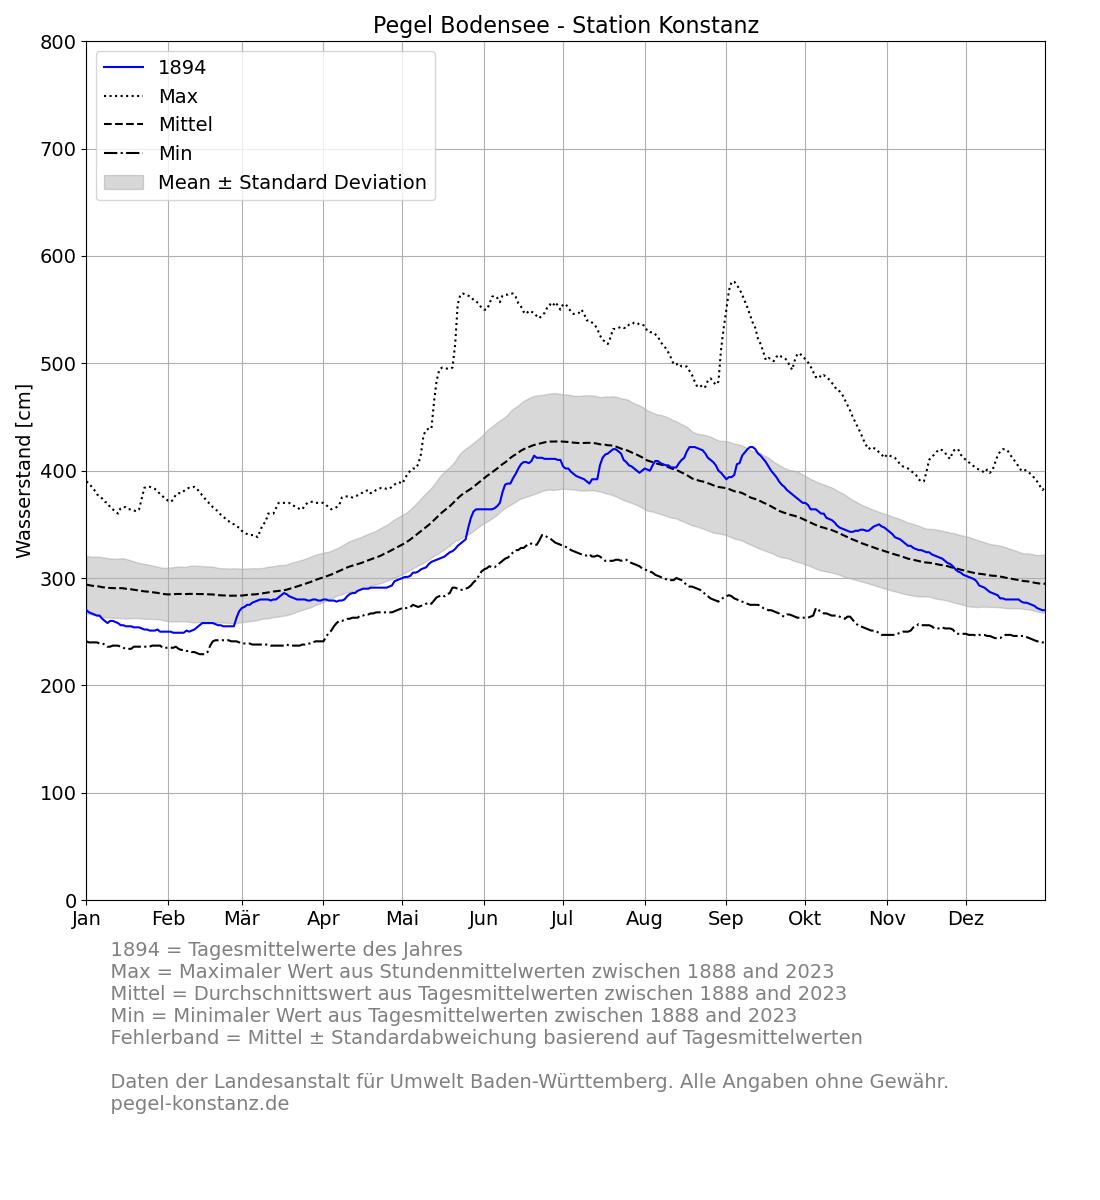 Pegel Bodensee - Station Konstanz
800
700
600
500
400
300
200
100
0
Wasserstand [cm]
1894
Max
Mittel
Min
Mean ± Standard Deviation
Jan Feb Mär Apr Mai Jun Jul Aug Sep Okt Nov Dez
1894 = Tagesmittelwerte des Jahres
Max = Maximaler Wert aus Stundenmittelwerten zwischen 1888 and 2023
Mittel = Durchschnittswert aus Tagesmittelwerten zwischen 1888 and 2023
Min = Minimaler Wert aus Tagesmittelwerten zwischen 1888 and 2023
Fehlerband = Mittel ± Standardabweichung basierend auf Tagesmittelwerten
Daten der Landesanstalt für Umwelt Baden-Württemberg. Alle Angaben ohne Gewähr.
pegel-konstanz.de